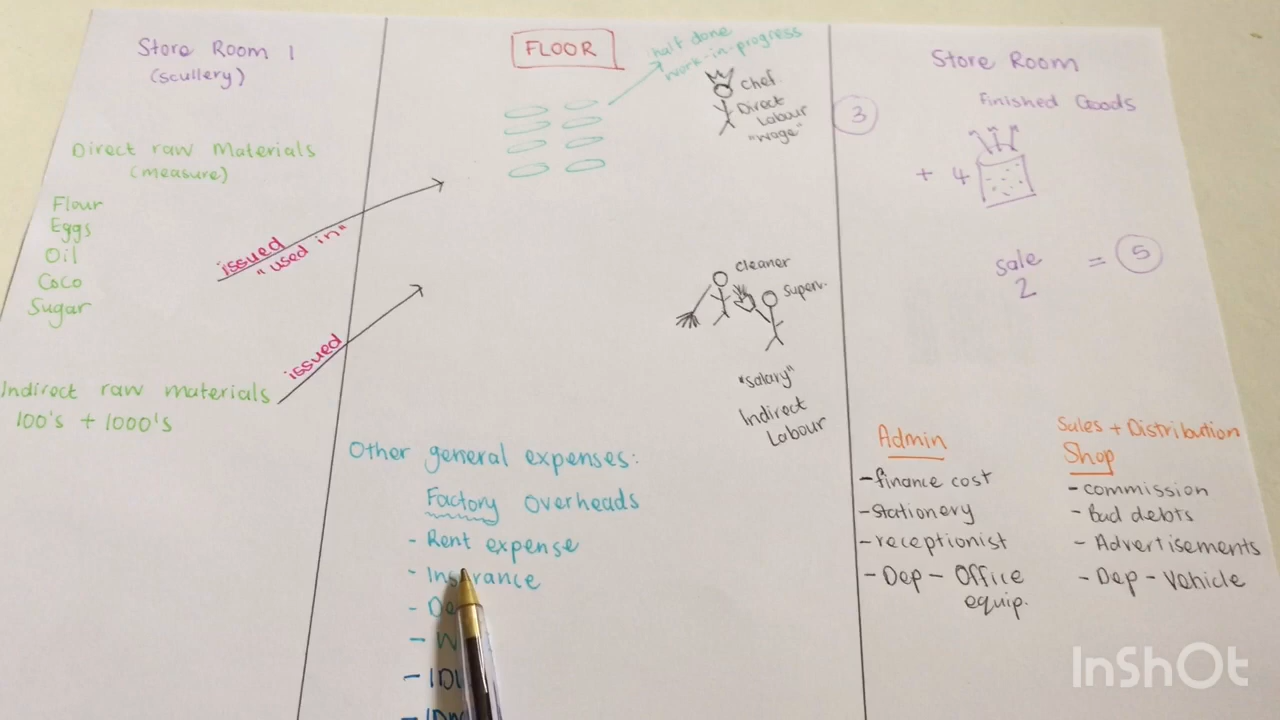 Store Room 1
(scullery)
Direct raw Materials
(measure)
Flour
Eggs
Oil
Coco
Sugar
issued
"used in"
issued
Indirect raw materials
100's + 1000's
FLOOR
half done
work-in-progress
chef
Direct
Labour
"wage"
cleaner
Superv.
"salary"
Indirect
Labour
Other general expenses:
Factory Overheads
- Rent expense
- Insurance
Store Room
Finished Goods
3
+ 4
sale = 5
2
Admin
- finance cost
- Stationery
- receptionist
- Dep - Office
equip.
Sales + Distribution
Shop
- commission
- Bad debts
- Advertisements
- Dep - Vehicle
InShOt